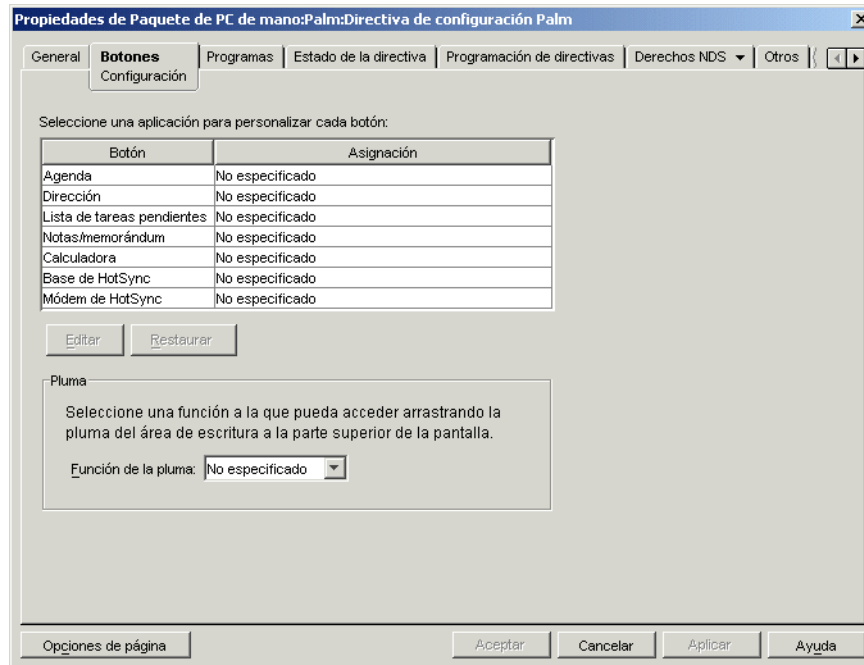 Propiedades de Paquete de PC de mano:Palm:Directiva de configuración Palm
General Botones Programas Estado de la directiva Programación de directivas Derechos NDS Otros
Configuración
Seleccione una aplicación para personalizar cada botón:
Botón Asignación
Agenda No especificado
Dirección No especificado
Lista de tareas pendientes No especificado
Notas/memorándum No especificado
Calculadora No especificado
Base de HotSync No especificado
Módem de HotSync No especificado
Editar Restaurar
Pluma
Seleccione una función a la que pueda acceder arrastrando la
pluma del área de escritura a la parte superior de la pantalla.
Función de la pluma: No especificado
Opciones de página Aceptar Cancelar Aplicar Ayuda